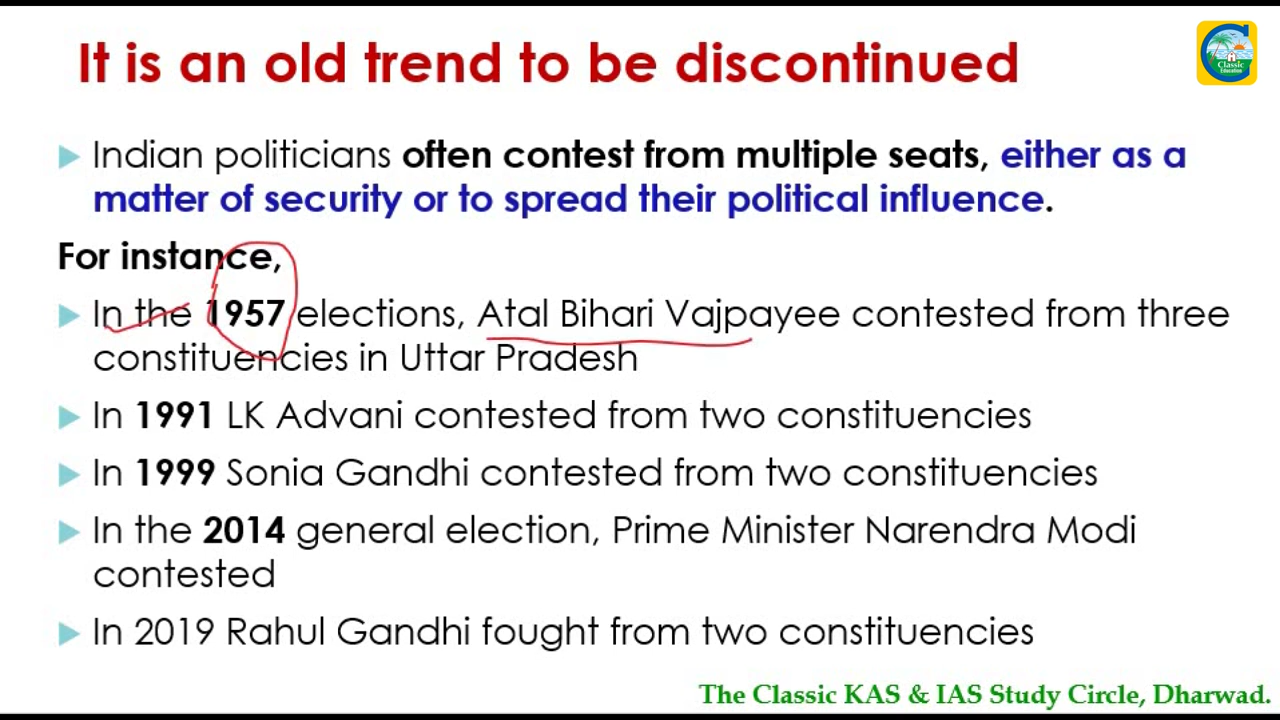 It is an old trend to be discontinued
Classic
Education
Indian politicians often contest from multiple seats, either as a
matter of security or to spread their political influence.
For instance,
In the 1957 elections, Atal Bihari Vajpayee contested from three
constituencies in Uttar Pradesh
In 1991 LK Advani contested from two constituencies
In 1999 Sonia Gandhi contested from two constituencies
In the 2014 general election, Prime Minister Narendra Modi
contested
In 2019 Rahul Gandhi fought from two constituencies
The Classic KAS & IAS Study Circle, Dharwad.